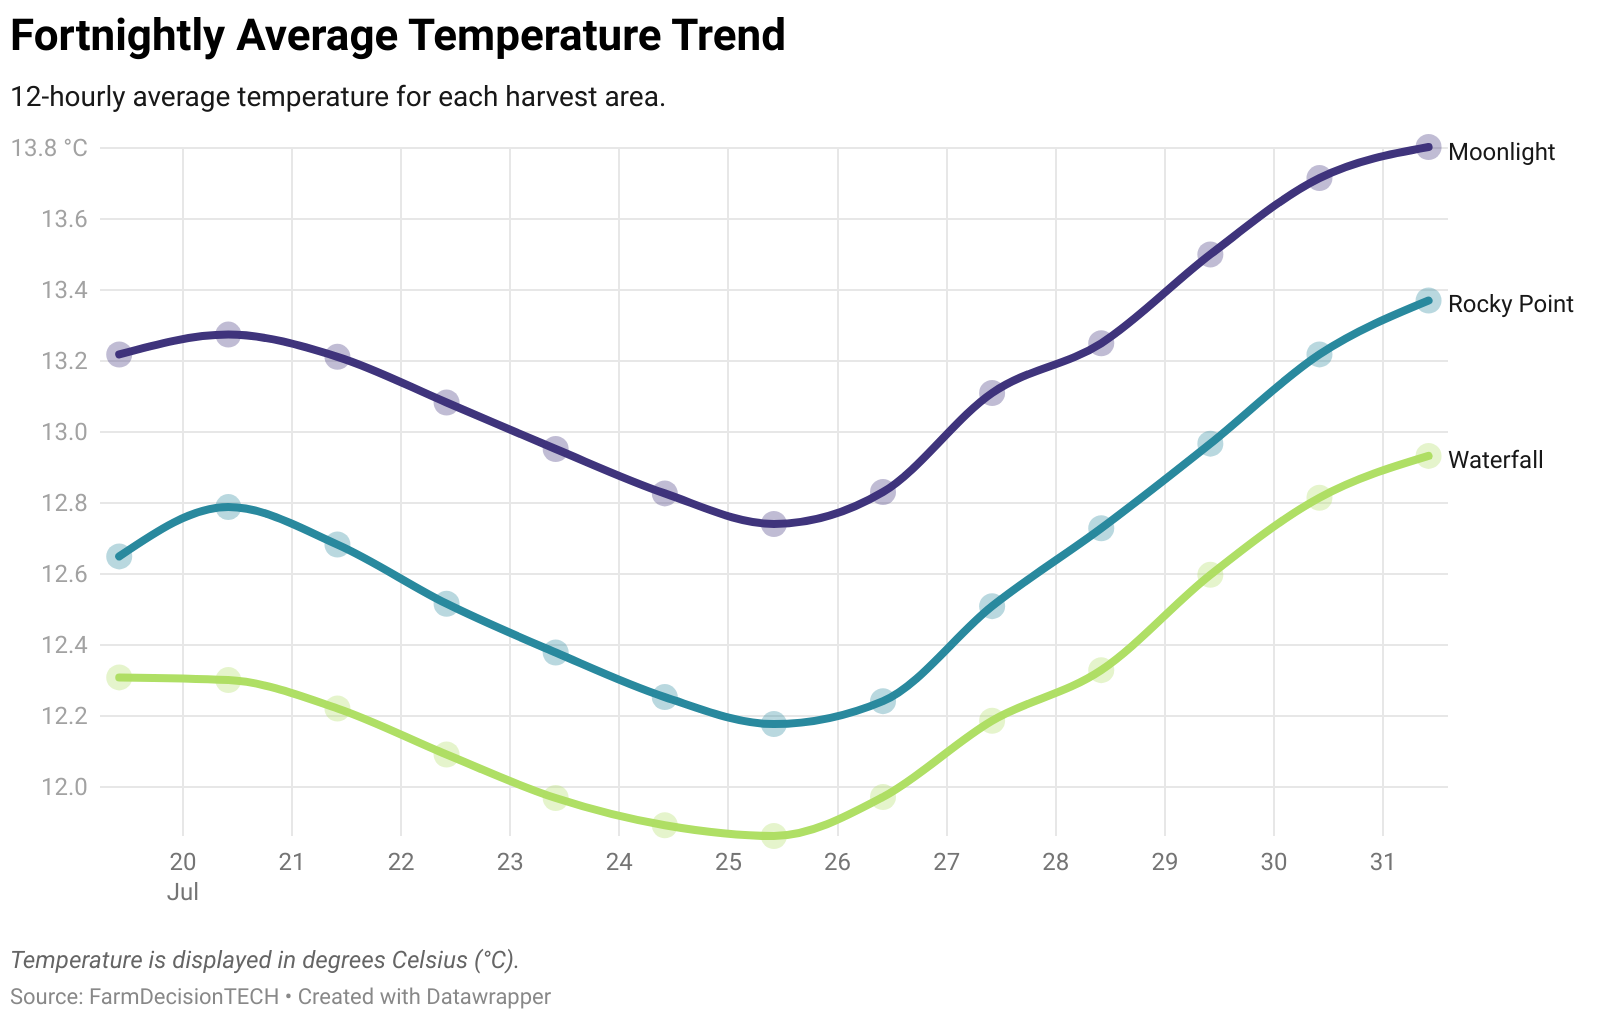 Fortnightly Average Temperature Trend
12-hourly average temperature for each harvest area.
13.8 °C
Moonlight
13.6
13.4
Rocky Point
13.2
13.0
Waterfall
12.8
12.6
12.4
12.2
12.0
20 21 22 23 24 25 26 27 28 29 30 31
Jul
Temperature is displayed in degrees Celsius (°C).
Source: FarmDecisionTECH • Created with Datawrapper